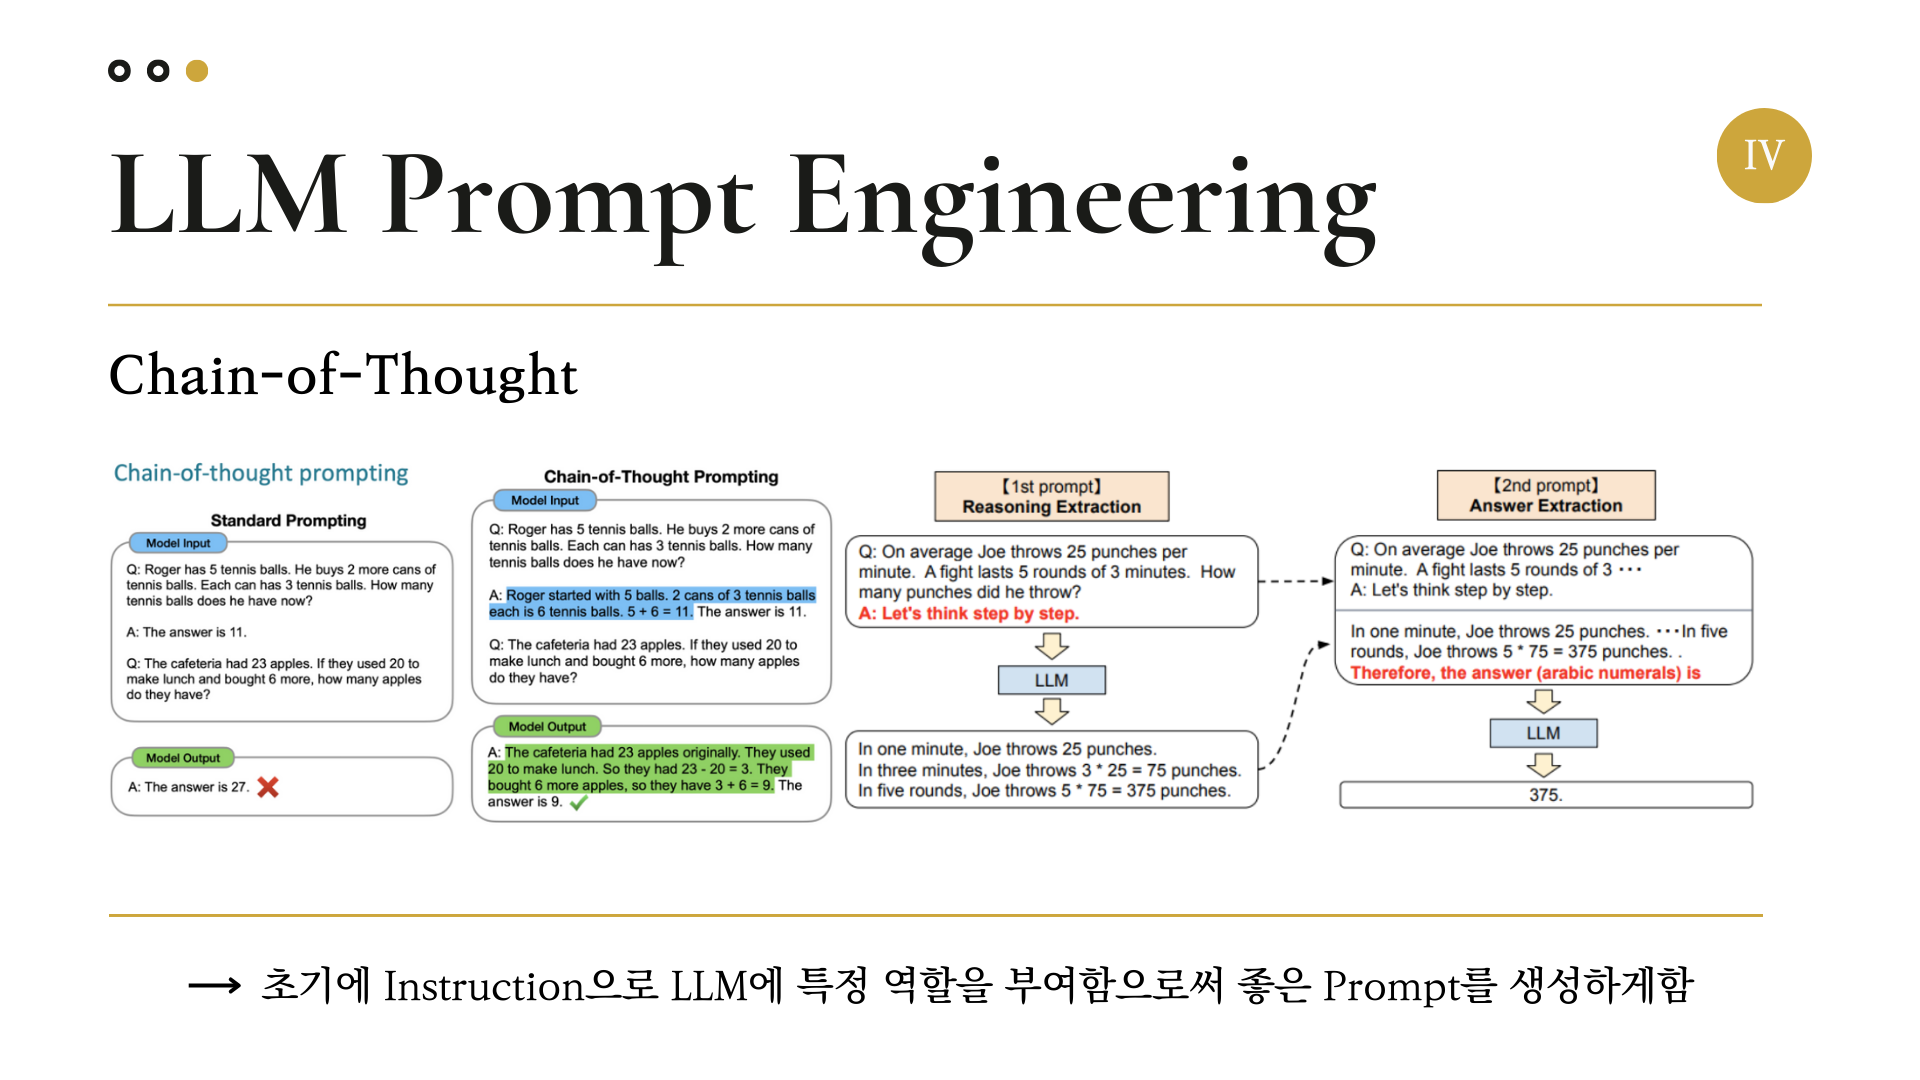 IV
LLM Prompt Engineering
Chain-of-Thought
Chain-of-thought prompting
Standard Prompting
Model Input
Q: Roger has 5 tennis balls. He buys 2 more cans of
tennis balls. Each can has 3 tennis balls. How many
tennis balls does he have now?
A: The answer is 11.
Q: The cafeteria had 23 apples. If they used 20 to
make lunch and bought 6 more, how many apples
do they have?
Model Output
A: The answer is 27.
Chain-of-Thought Prompting
Model Input
Q: Roger has 5 tennis balls. He buys 2 more cans of
tennis balls. Each can has 3 tennis balls. How many
tennis balls does he have now?
A: Roger started with 5 balls. 2 cans of 3 tennis balls
each is 6 tennis balls. 5 + 6 = 11. The answer is 11.
Q: The cafeteria had 23 apples. If they used 20 to
make lunch and bought 6 more, how many apples
do they have?
Model Output
A: The cafeteria had 23 apples originally. They used
20 to make lunch. So they had 23 - 20 = 3. They
bought 6 more apples, so they have 3 + 6 = 9. The
answer is 9.
【1st prompt】
Reasoning Extraction
Q: On average Joe throws 25 punches per
minute. A fight lasts 5 rounds of 3 minutes. How
many punches did he throw?
A: Let's think step by step.
LLM
In one minute, Joe throws 25 punches.
In three minutes, Joe throws 3 * 25 = 75 punches.
In five rounds, Joe throws 5 * 75 = 375 punches.
【2nd prompt】
Answer Extraction
Q: On average Joe throws 25 punches per
minute. A fight lasts 5 rounds of 3 ･･･
A: Let's think step by step.
In one minute, Joe throws 25 punches. ･･･In five
rounds, Joe throws 5 * 75 = 375 punches. .
Therefore, the answer (arabic numerals) is
LLM
375.
→ 초기에 Instruction으로 LLM에 특정 역할을 부여함으로써 좋은 Prompt를 생성하게함